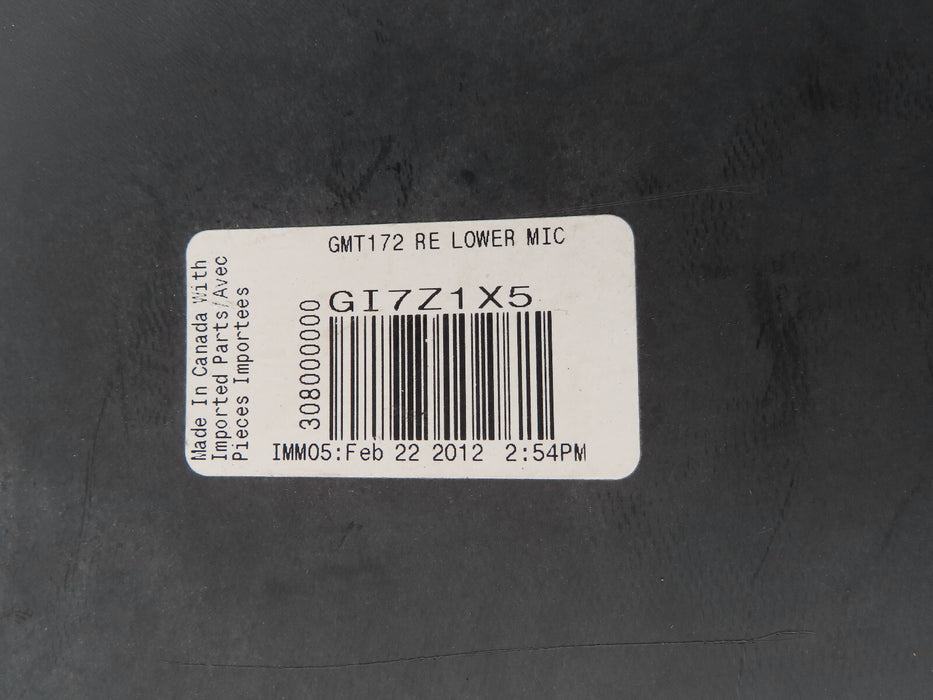 GMT172 RE LOWER MIC
GI7Z1X5
308000000
Made In Canada With
Imported Parts/Avec
Pieces Importees
IMM05:Feb 22 2012 2:54PM